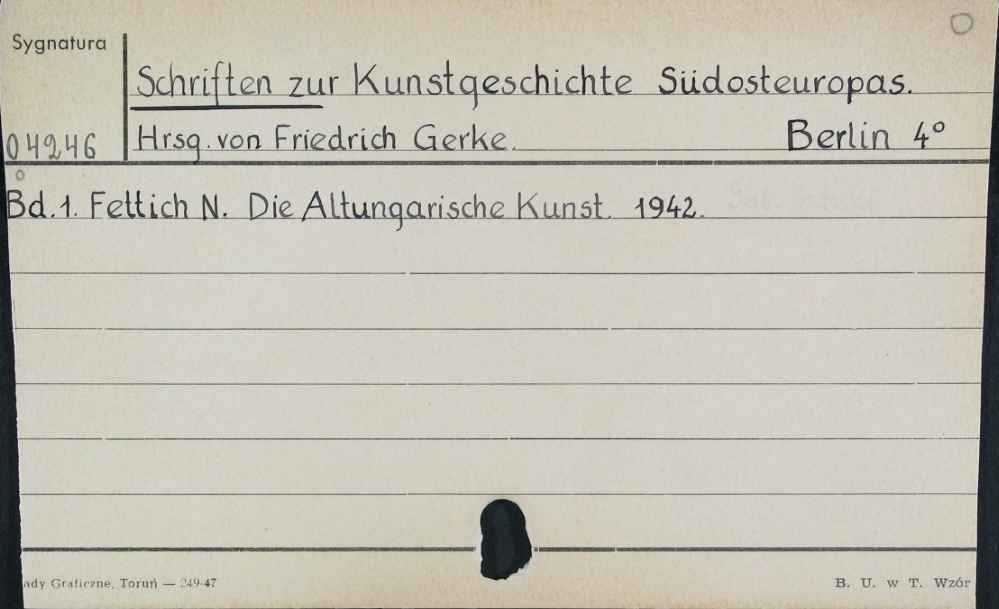 Sygnatura
Schriften zur Kunstgeschichte Südosteuropas.
04246
Hrsg. von Friedrich Gerke. Berlin 4°
Bd. 1. Fettich N. Die Altungarische Kunst. 1942.
ady Graficzne, Toruń — 249-47
B. U. w T. Wzór